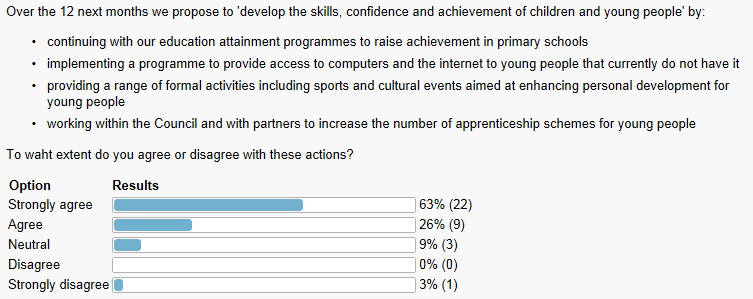 Over the 12 next months we propose to 'develop the skills, confidence and achievement of children and young people' by:
• continuing with our education attainment programmes to raise achievement in primary schools
• implementing a programme to provide access to computers and the internet to young people that currently do not have it
• providing a range of formal activities including sports and cultural events aimed at enhancing personal development for
young people
• working within the Council and with partners to increase the number of apprenticeship schemes for young people
To waht extent do you agree or disagree with these actions?
Option Results
Strongly agree 63% (22)
Agree 26% (9)
Neutral 9% (3)
Disagree 0% (0)
Strongly disagree 3% (1)